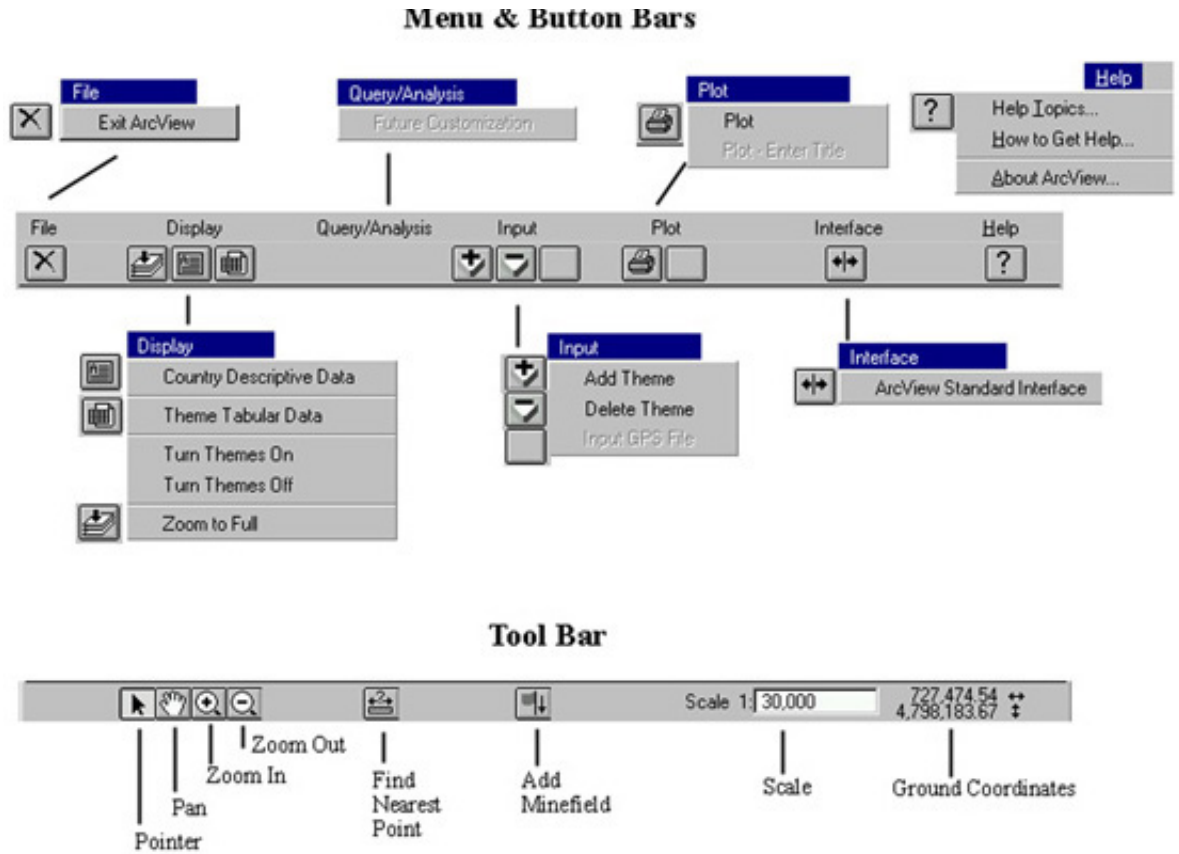 Menu & Button Bars
File
Exit ArcView
Query/Analysis
Future Customization
Plot
Plot
Plot - Enter Title
?
Help
Help Topics...
How to Get Help...
About ArcView...
File Display Query/Analysis Input Plot Interface Help
?
Display
Country Descriptive Data
Theme Tabular Data
Turn Themes On
Turn Themes Off
Zoom to Full
Input
Add Theme
Delete Theme
Input GPS File
Interface
ArcView Standard Interface
Tool Bar
Scale 1: 30,000
727,474.54
4,798,183.67
Pointer
Pan
Zoom In
Zoom Out
Find
Nearest
Point
Add
Minefield
Scale
Ground Coordinates